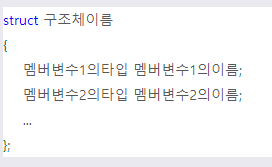 struct 구조체이름
{
멤버변수1의타입 멤버변수1의이름;
멤버변수2의타입 멤버변수2의이름;
...
};